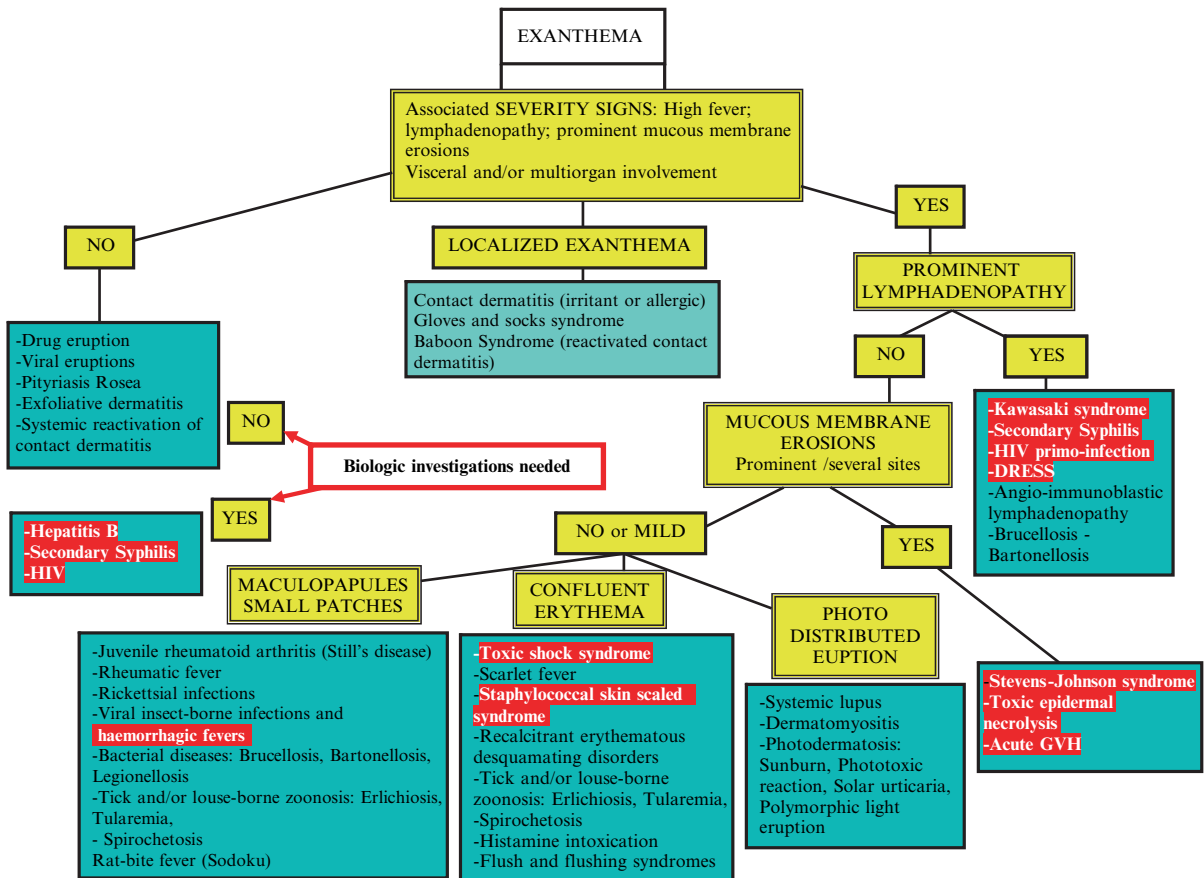 EXANTHEMA
Associated SEVERITY SIGNS: High fever;
lymphadenopathy; prominent mucous membrane
erosions
Visceral and/or multiorgan involvement
NO
LOCALIZED EXANTHEMA
YES
-Drug eruption
-Viral eruptions
-Pityriasis Rosea
-Exfoliative dermatitis
-Systemic reactivation of
contact dermatitis
Contact dermatitis (irritant or allergic)
Gloves and socks syndrome
Baboon Syndrome (reactivated contact
dermatitis)
PROMINENT
LYMPHADENOPATHY
NO
YES
NO
Biologic investigations needed
YES
-Hepatitis B
-Secondary Syphilis
-HIV
MUCOUS MEMBRANE
EROSIONS
Prominent /several sites
-Kawasaki syndrome
-Secondary Syphilis
-HIV primo-infection
-DRESS
-Angio-immunoblastic
lymphadenopathy
-Brucellosis -
Bartonellosis
NO or MILD
YES
MACULOPAPULES
SMALL PATCHES
CONFLUENT
ERYTHEMA
PHOTO
DISTRIBUTED
EUPTION
-Juvenile rheumatoid arthritis (Still's disease)
-Rheumatic fever
-Rickettsial infections
-Viral insect-borne infections and
haemorrhagic fevers
-Bacterial diseases: Brucellosis, Bartonellosis,
Legionellosis
-Tick and/or louse-borne zoonosis: Erlichiosis,
Tularemia,
- Spirochetosis
Rat-bite fever (Sodoku)
-Toxic shock syndrome
-Scarlet fever
-Staphylococcal skin scaled
syndrome
-Recalcitrant erythematous
desquamating disorders
-Tick and/or louse-borne
zoonosis: Erlichiosis, Tularemia,
-Spirochetosis
-Histamine intoxication
-Flush and flushing syndromes
-Systemic lupus
-Dermatomyositis
-Photodermatosis:
Sunburn, Phototoxic
reaction, Solar urticaria,
Polymorphic light
eruption
-Stevens-Johnson syndrome
-Toxic epidermal
necrolysis
-Acute GVH